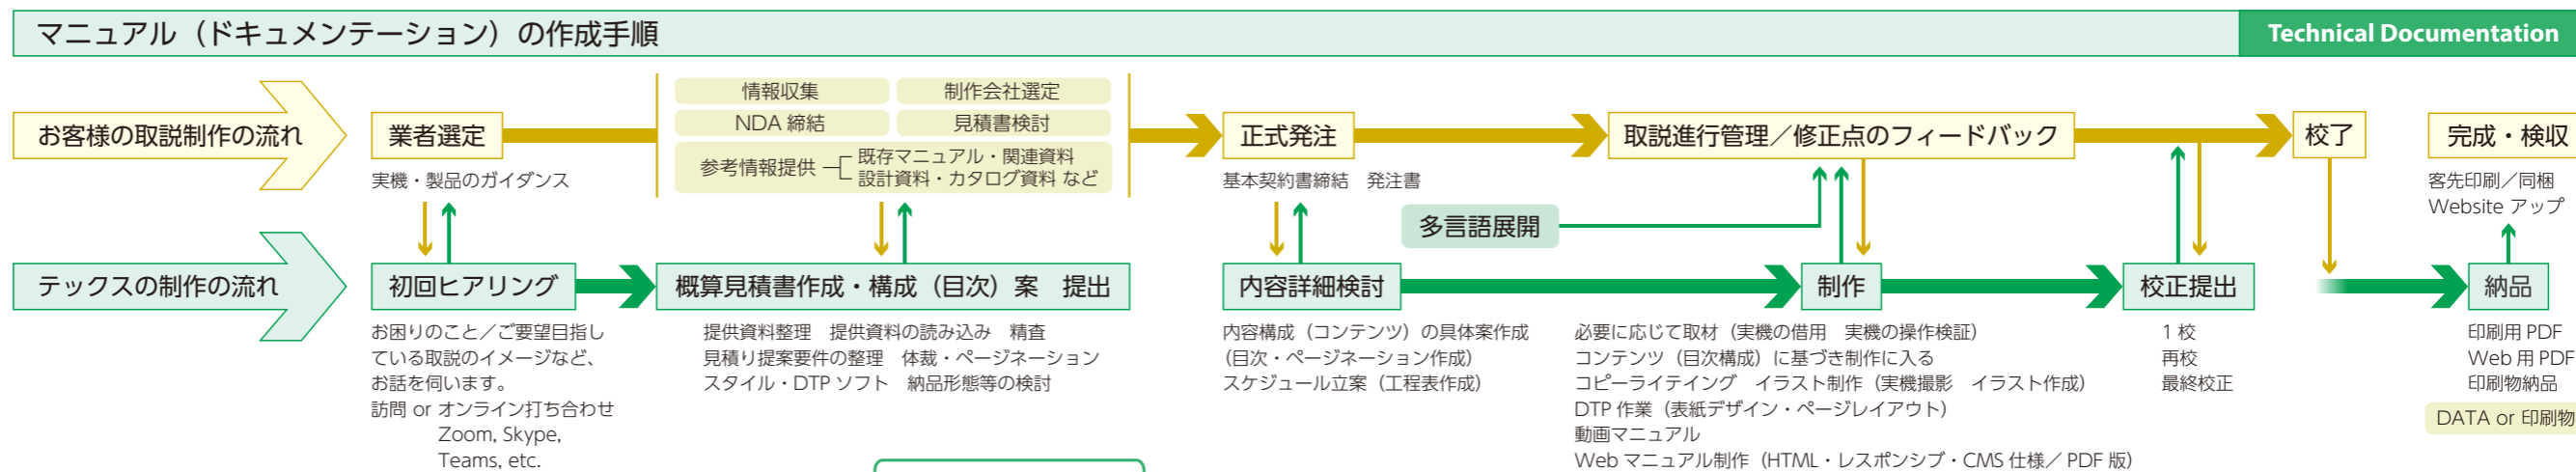 マニュアル（ドキュメンテーション）の作成手順
Technical Documentation
お客様の取説制作の流れ
業者選定
実機・製品のガイダンス
情報収集
制作会社選定
NDA 締結
見積書検討
参考情報提供
既存マニュアル・関連資料
設計資料・カタログ資料 など
正式発注
基本契約書締結　発注書
取説進行管理／修正点のフィードバック
校了
完成・検収
客先印刷／同梱
Website アップ
多言語展開
テックスの制作の流れ
初回ヒアリング
お困りのこと／ご要望目指し
ている取説のイメージなど、
お話を伺います。
訪問 or オンライン打ち合わせ
Zoom, Skype,
Teams, etc.
概算見積書作成・構成（目次）案　提出
提供資料整理　提供資料の読み込み　精査
見積り提案要件の整理　体裁・ページネーション
スタイル・DTP ソフト　納品形態等の検討
内容詳細検討
内容構成（コンテンツ）の具体案作成
（目次・ページネーション作成）
スケジュール立案（工程表作成）
制作
必要に応じて取材（実機の借用　実機の操作検証）
コンテンツ（目次構成）に基づき制作に入る
コピーライテイング　イラスト制作（実機撮影　イラスト作成）
DTP 作業（表紙デザイン・ページレイアウト）
動画マニュアル
Web マニュアル制作（HTML・レスポンシブ・CMS 仕様／ PDF 版）
校正提出
1 校
再校
最終校正
納品
印刷用 PDF
Web 用 PDF
印刷物納品
DATA or 印刷物